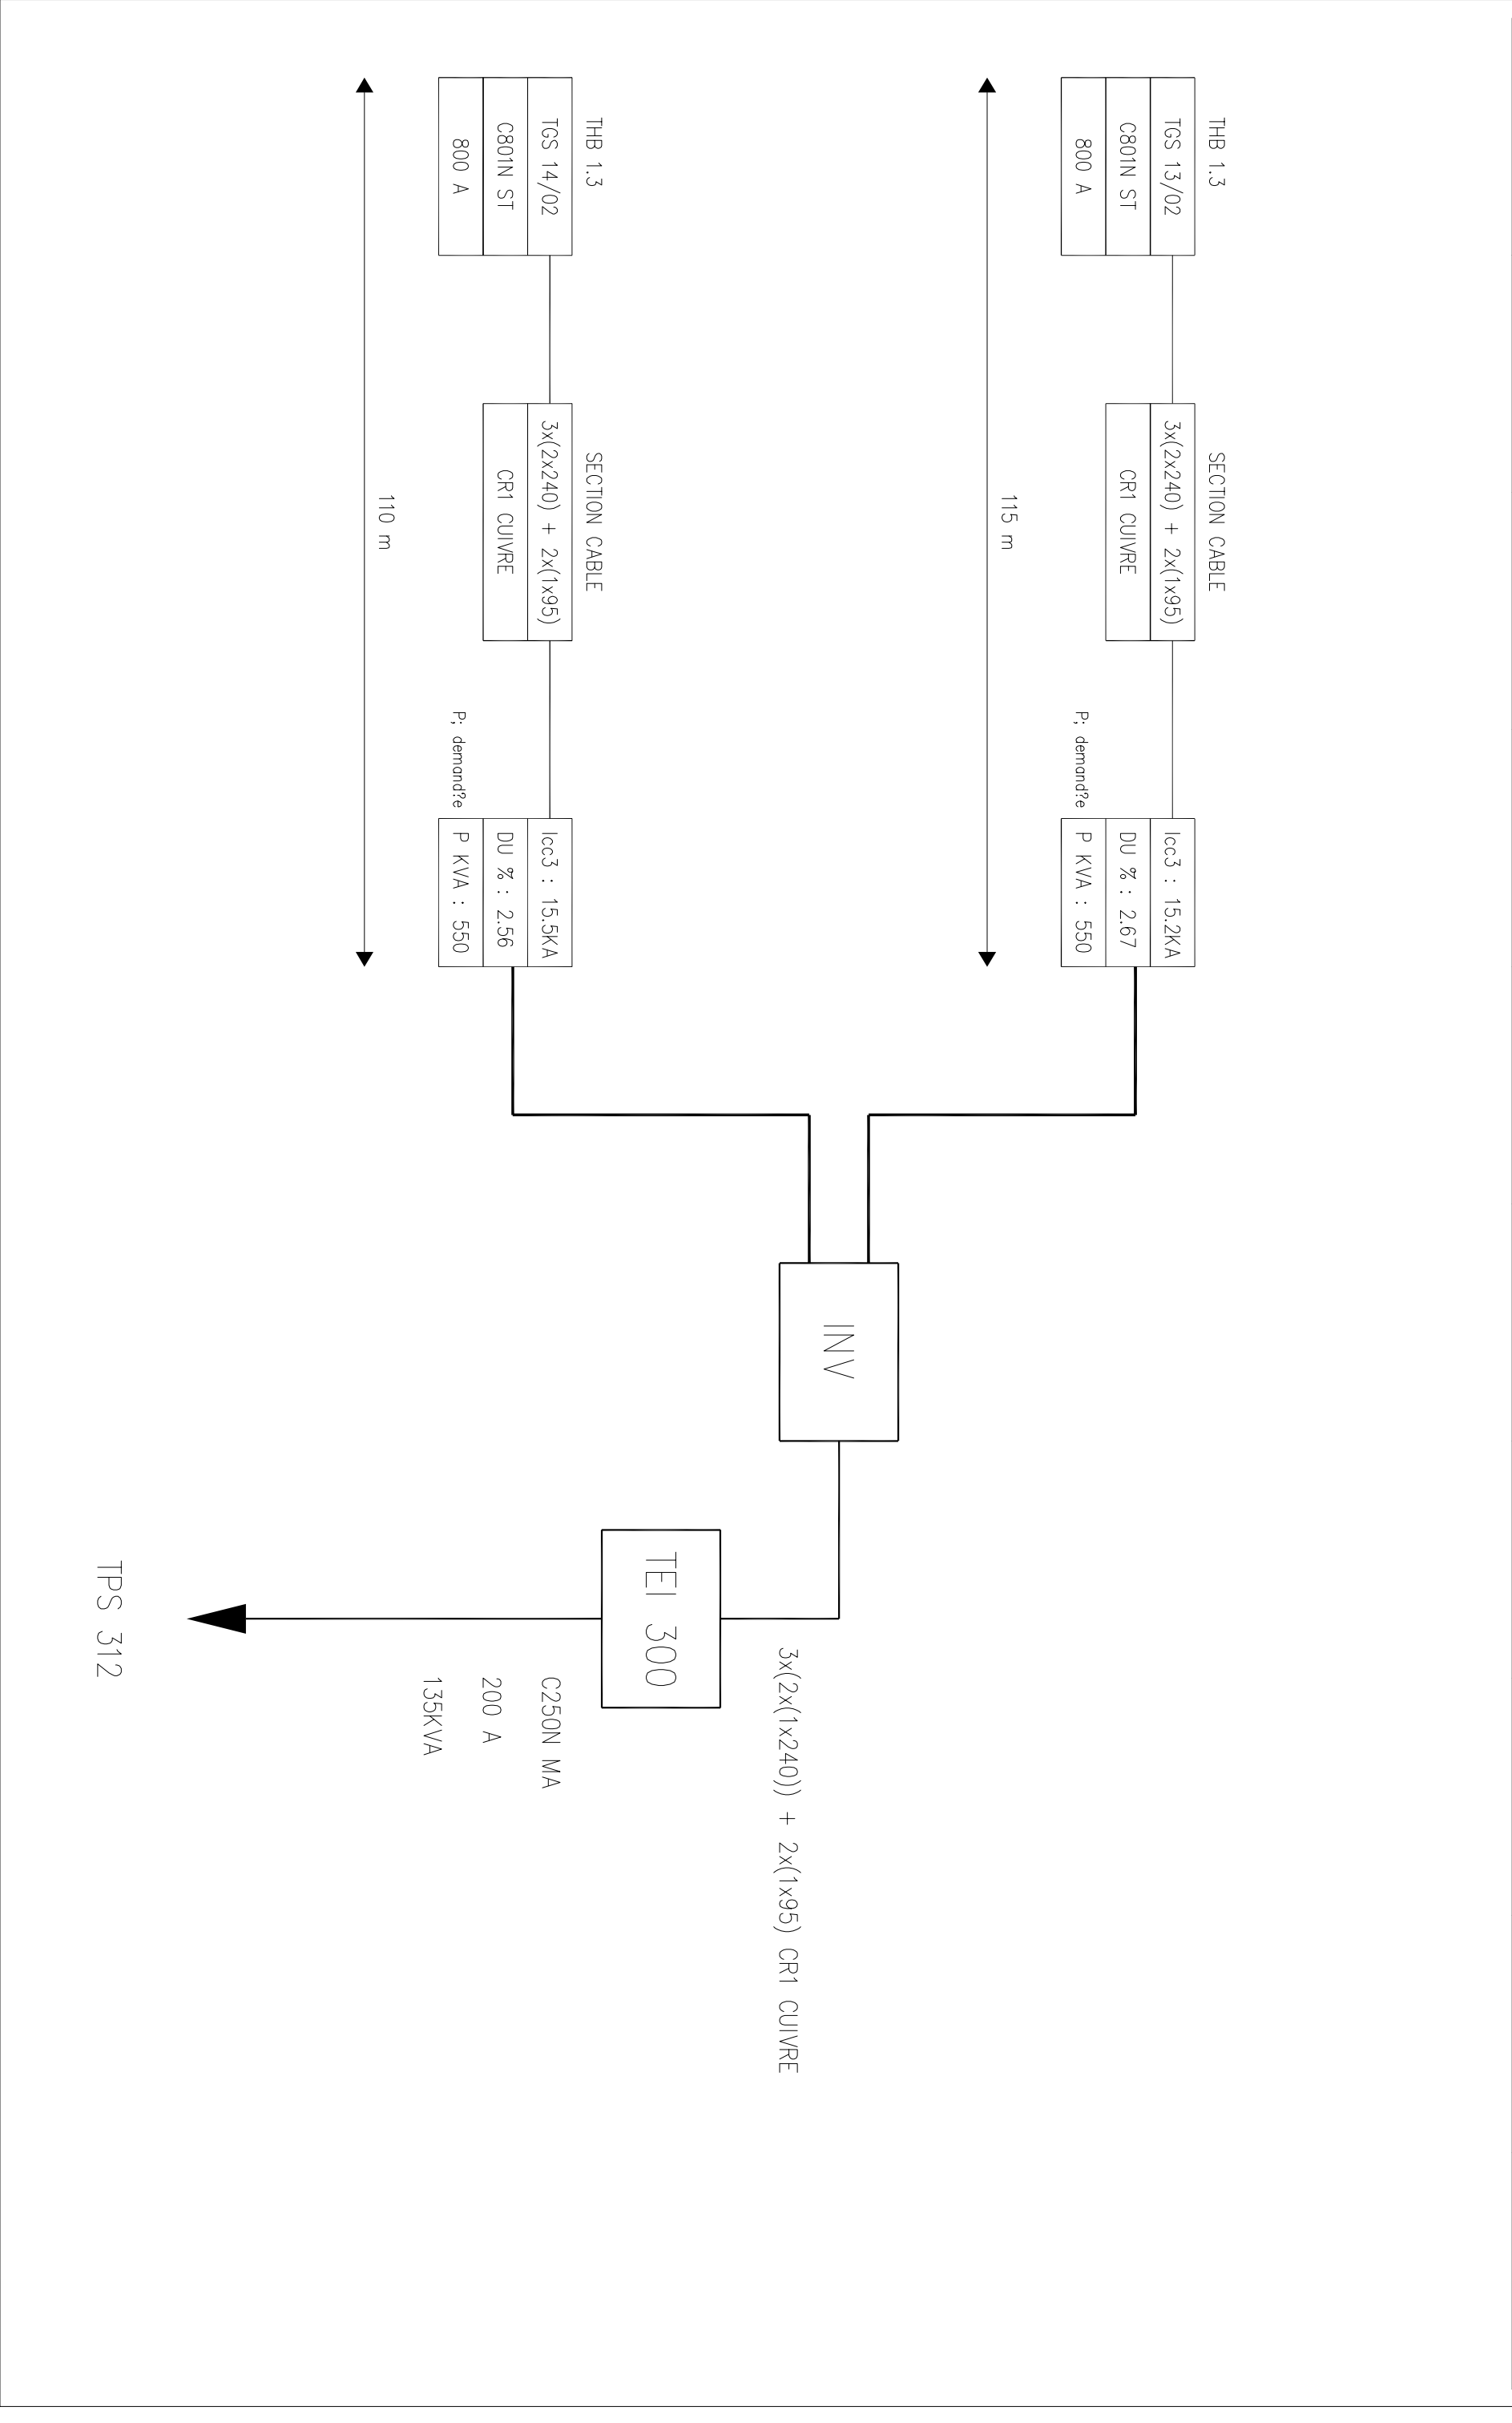 THB 1.3
SECTION CABLE
TGS 13/02
3x(2x240) + 2x(1x95)
Icc3 : 15.2KA
C801N ST
CR1 CUIVRE
DU % : 2.67
800 A
P; demand?e
P KVA : 550
115 m
INV
3x(2x(1x240)) + 2x(1x95) CR1 CUIVRE
TEI 300
THB 1.3
SECTION CABLE
TGS 14/02
3x(2x240) + 2x(1x95)
Icc3 : 15.5KA
C801N ST
CR1 CUIVRE
DU % : 2.56
800 A
P; demand?e
P KVA : 550
110 m
C250N MA
200 A
135KVA
TPS 312